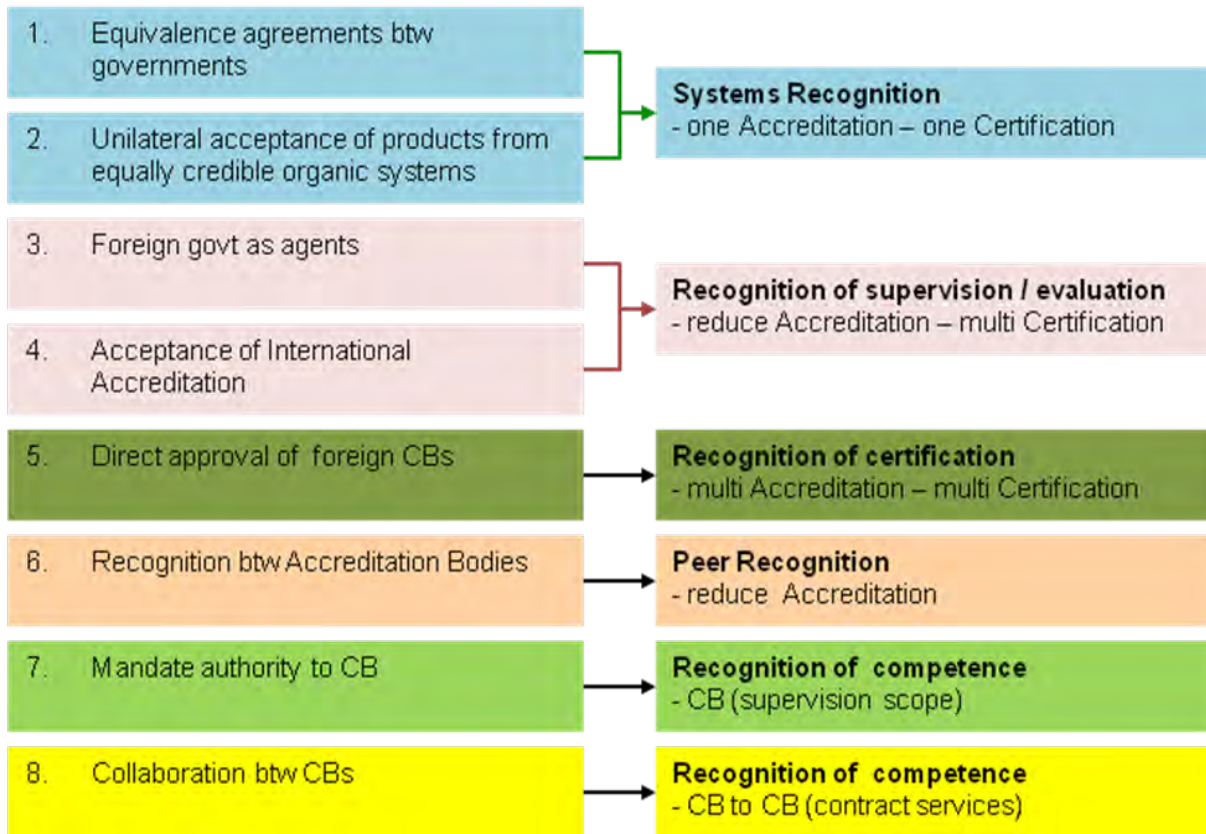 1. Equivalence agreements btw
governments
2. Unilateral acceptance of products from
equally credible organic systems
Systems Recognition
- one Accreditation – one Certification
3. Foreign govt as agents
4. Acceptance of International
Accreditation
Recognition of supervision / evaluation
- reduce Accreditation – multi Certification
5. Direct approval of foreign CBs
Recognition of certification
- multi Accreditation – multi Certification
6. Recognition btw Accreditation Bodies
Peer Recognition
- reduce Accreditation
7. Mandate authority to CB
Recognition of competence
- CB (supervision scope)
8. Collaboration btw CBs
Recognition of competence
- CB to CB (contract services)